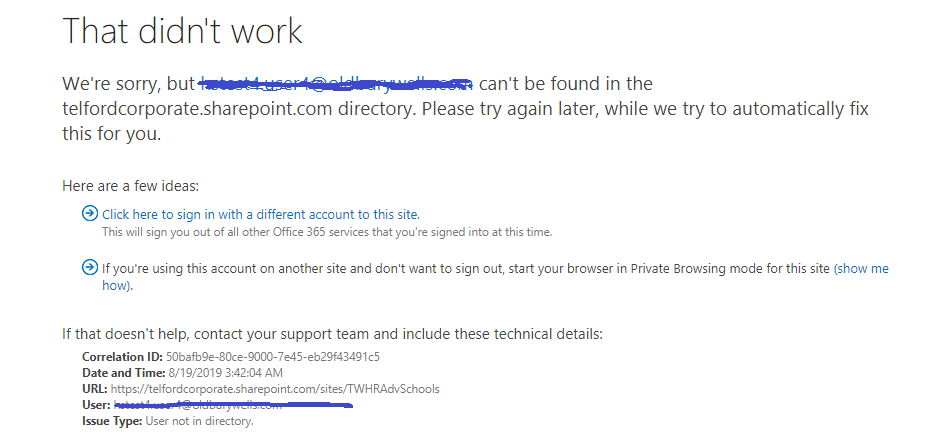 That didn't work
We're sorry, but can't be found in the
telfordcorporate.sharepoint.com directory. Please try again later, while we try to automatically fix
this for you.
Here are a few ideas:
Click here to sign in with a different account to this site.
This will sign you out of all other Office 365 services that you're signed into at this time.
If you're using this account on another site and don't want to sign out, start your browser in Private Browsing mode for this site (show me
how).
If that doesn't help, contact your support team and include these technical details:
Correlation ID: 50bafb9e-80ce-9000-7e45-eb29f43491c5
Date and Time: 8/19/2019 3:42:04 AM
URL: https://telfordcorporate.sharepoint.com/sites/TWHRAdvSchools
User:
Issue Type: User not in directory.